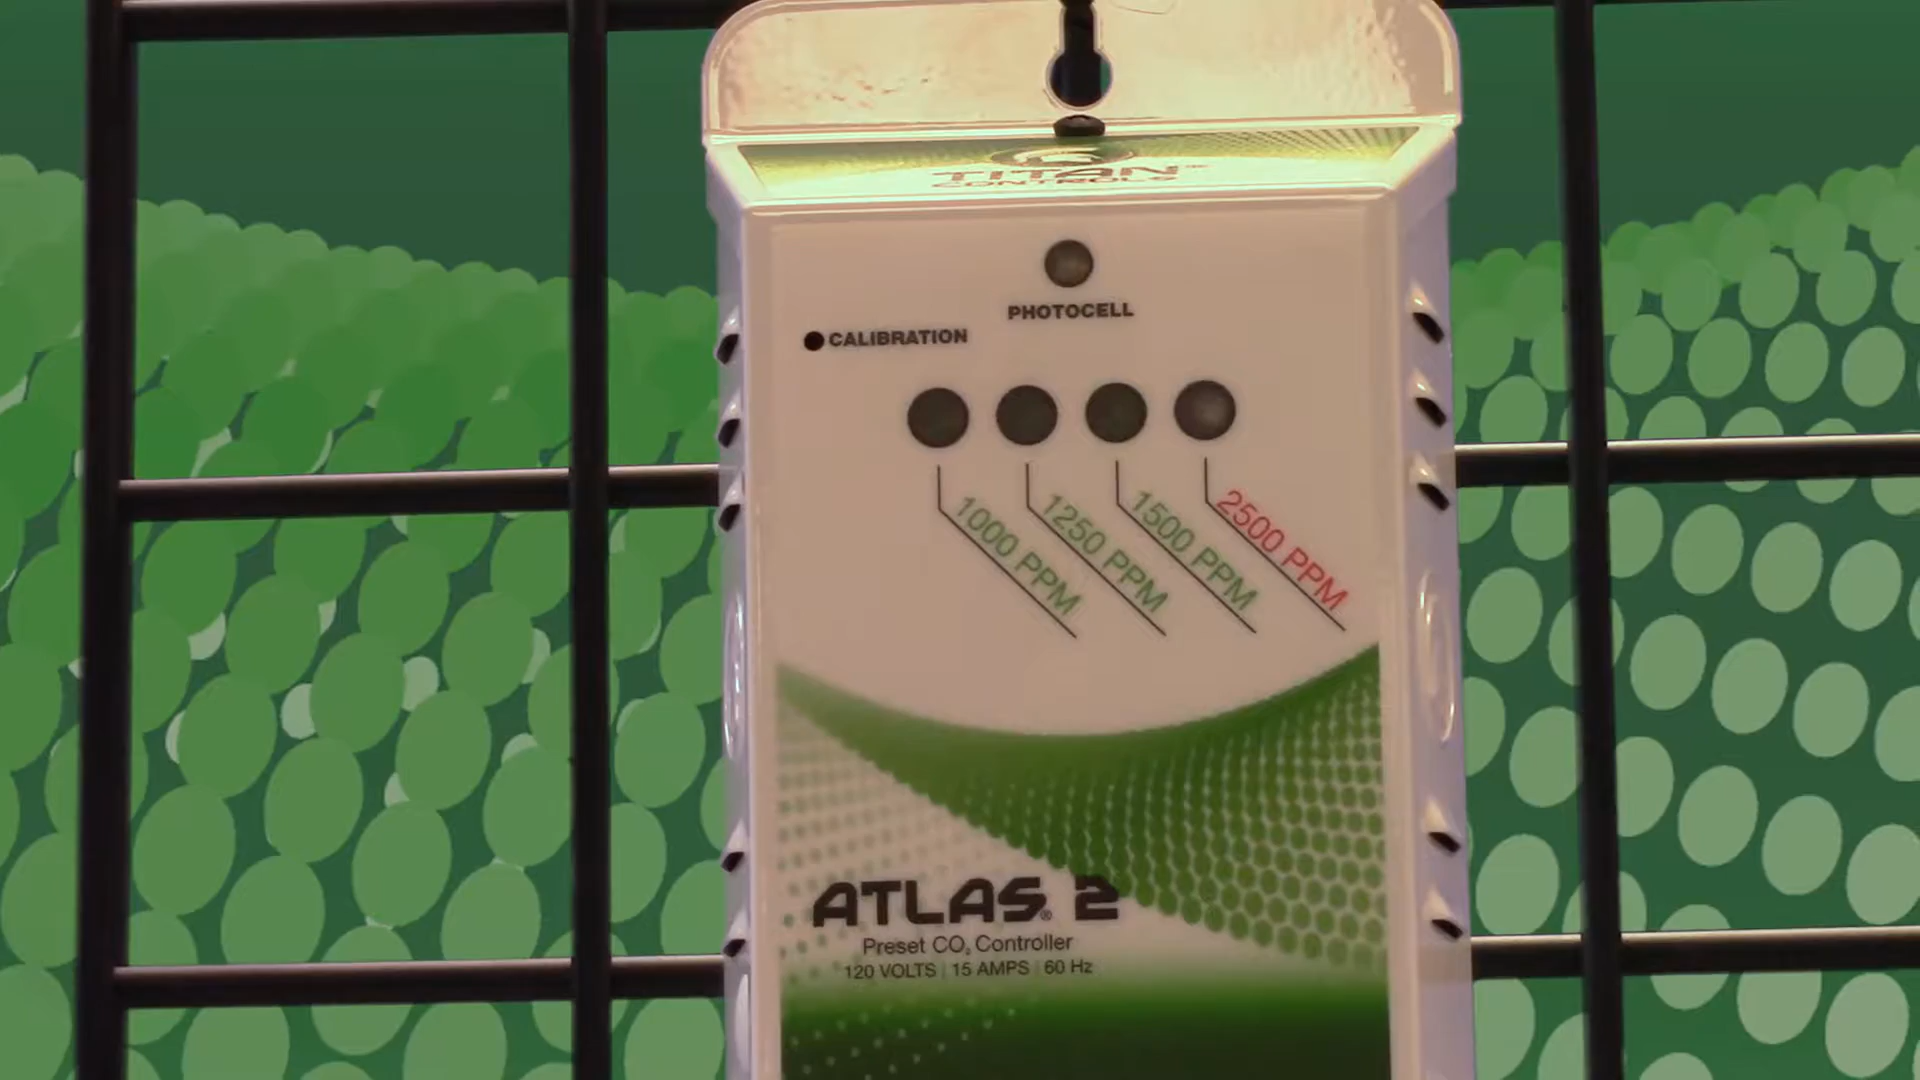 TITAN™
CONTROLS
PHOTOCELL
CALIBRATION
1000 PPM
1250 PPM
1500 PPM
2500 PPM
ATLAS® 2
Preset CO₂ Controller
120 VOLTS | 15 AMPS | 60 Hz